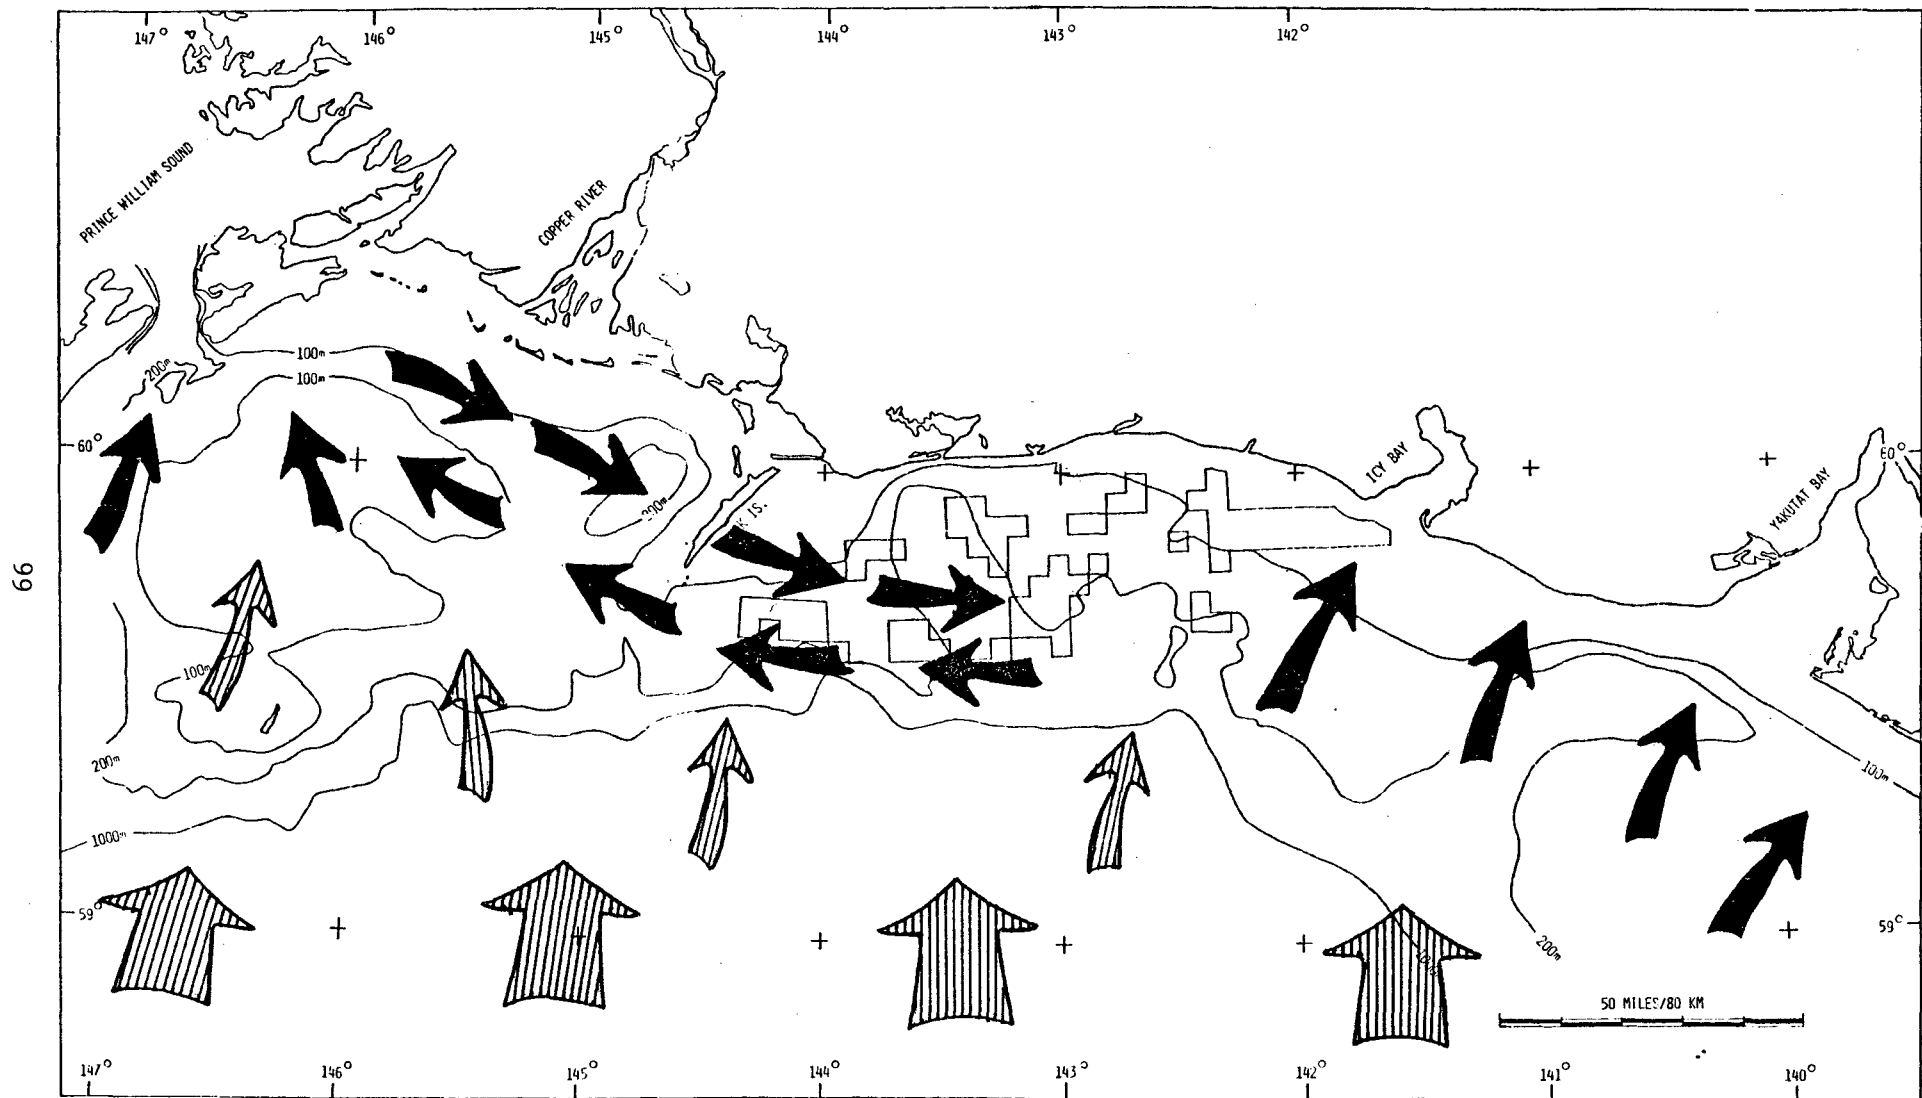 147° 146° 145° 144° 143° 142°
PRINCE WILLIAM SOUND
COPPER RIVER
100m
200m
100m
60°
ICY BAY
60°
YAKUTAT BAY
IS.
66
100m
200m
100m
1000m
59°
59°
200m
50 MILES/80 KM
147° 146° 145° 144° 143° 142° 141° 140°